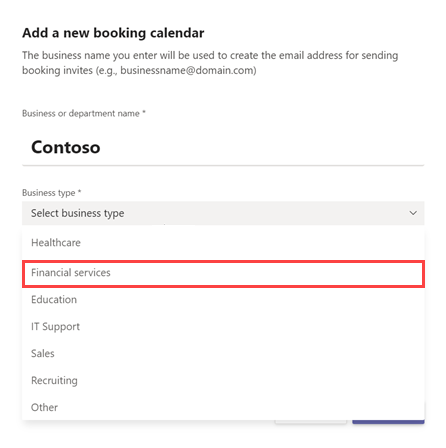 Add a new booking calendar
The business name you enter will be used to create the email address for sending
booking invites (e.g., businessname@domain.com)
Business or department name *
Contoso
Business type *
Select business type
Healthcare
Financial services
Education
IT Support
Sales
Recruiting
Other